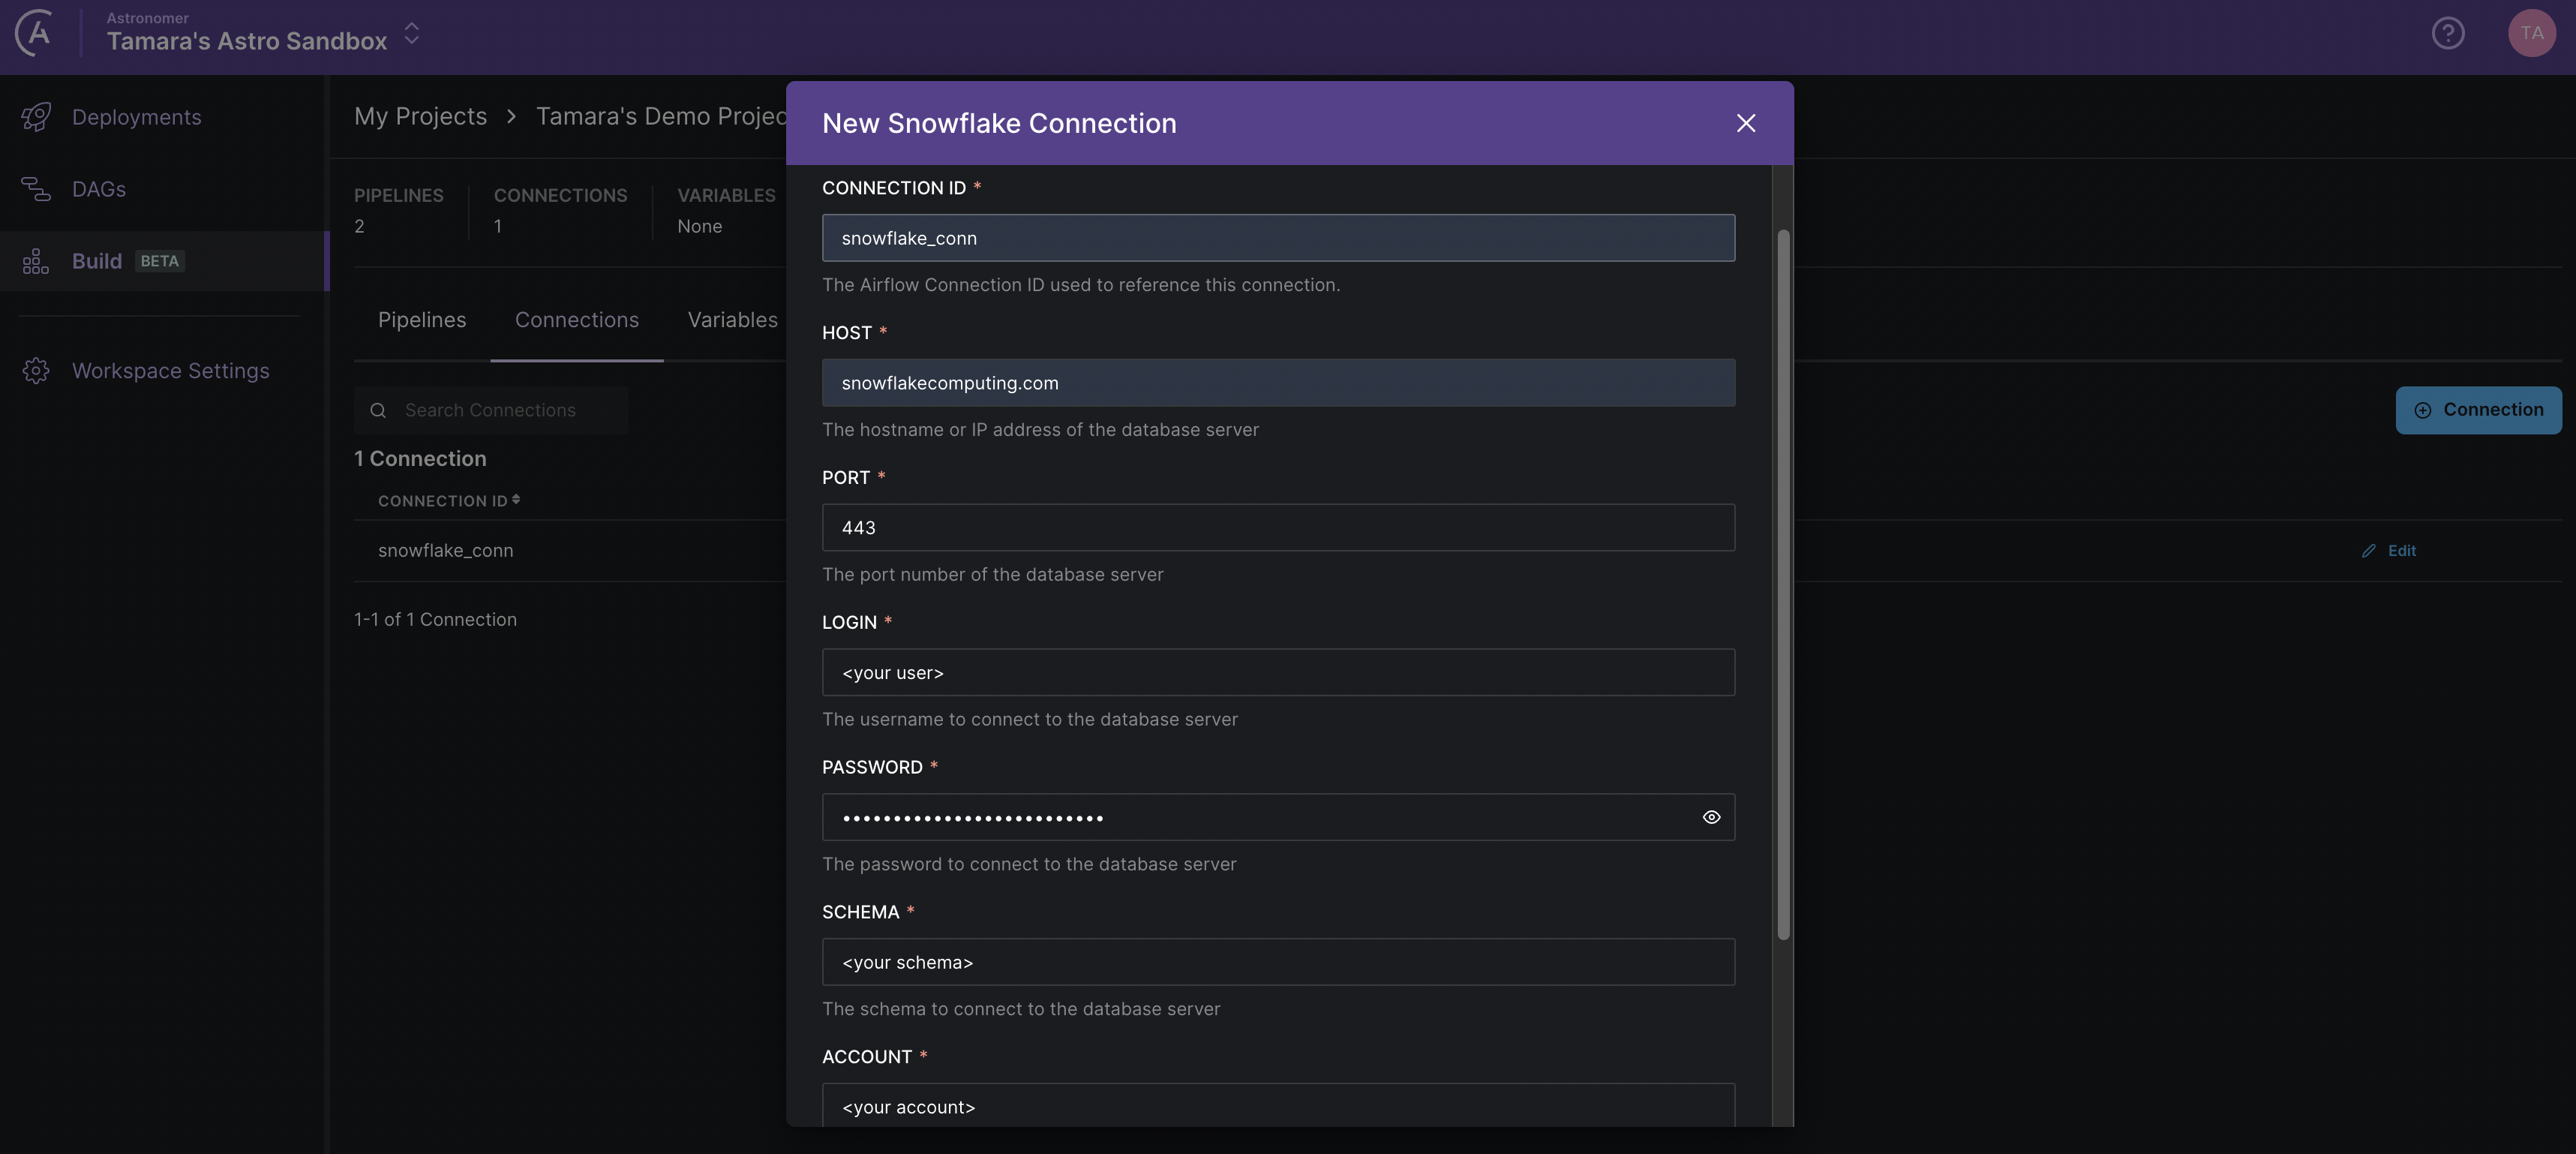 Astronomer
Tamara's Astro Sandbox
TA
Deployments
DAGs
Build BETA
Workspace Settings
My Projects > Tamara's Demo Projec
PIPELINES CONNECTIONS VARIABLES
2 1 None
Pipelines Connections Variables
Search Connections
Connection
1 Connection
CONNECTION ID
snowflake_conn
Edit
1-1 of 1 Connection
New Snowflake Connection
CONNECTION ID *
snowflake_conn
The Airflow Connection ID used to reference this connection.
HOST *
snowflakecomputing.com
The hostname or IP address of the database server
PORT *
443
The port number of the database server
LOGIN *
<your user>
The username to connect to the database server
PASSWORD *
••••••••••••••••••••••••••
The password to connect to the database server
SCHEMA *
<your schema>
The schema to connect to the database server
ACCOUNT *
<your account>